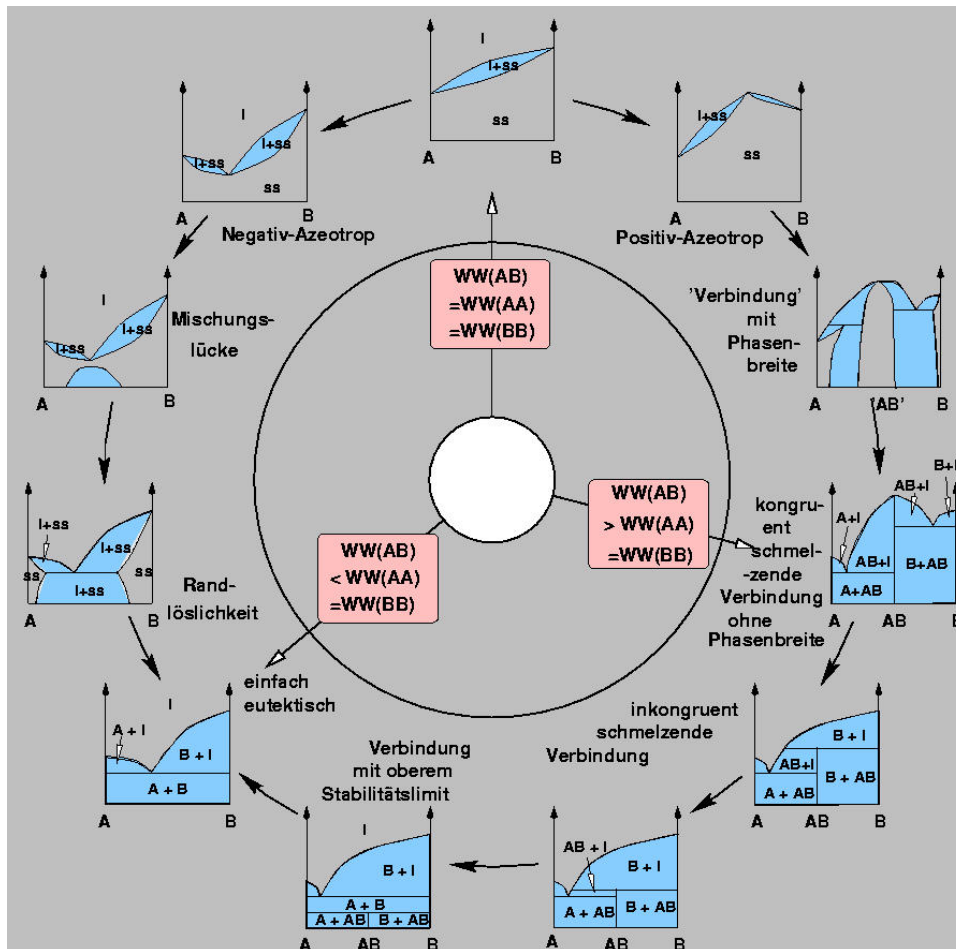 l
l+ss
ss
A
B
l
l+ss
l+ss
ss
A
B
Negativ-Azeotrop
l+ss
ss
A
B
Positiv-Azeotrop
l
l+ss
l+ss
A
B
Mischungs-
lücke
WW(AB)
=WW(AA)
=WW(BB)
'Verbindung'
mit
Phasen-
breite
A
'AB'
B
l+ss
l+ss
ss
ss
l+ss
A
B
Rand-
löslichkeit
WW(AB)
< WW(AA)
=WW(BB)
WW(AB)
> WW(AA)
=WW(BB)
kongru-
ent
schmel-
-zende
Verbindung
ohne
Phasenbreite
A+l
AB+l
AB+l
B+l
A+AB
B+AB
A
AB
B
einfach
eutektisch
l
A + l
B + l
A + B
A
B
Verbindung
mit oberem
Stabilitätslimit
l
B + l
A + B
A + AB
B + AB
A
AB
B
inkongruent
schmelzende
Verbindung
B + l
AB+l
A + AB
B + AB
A
AB
B
AB + l
B + l
A + AB
B + AB
A
AB
B